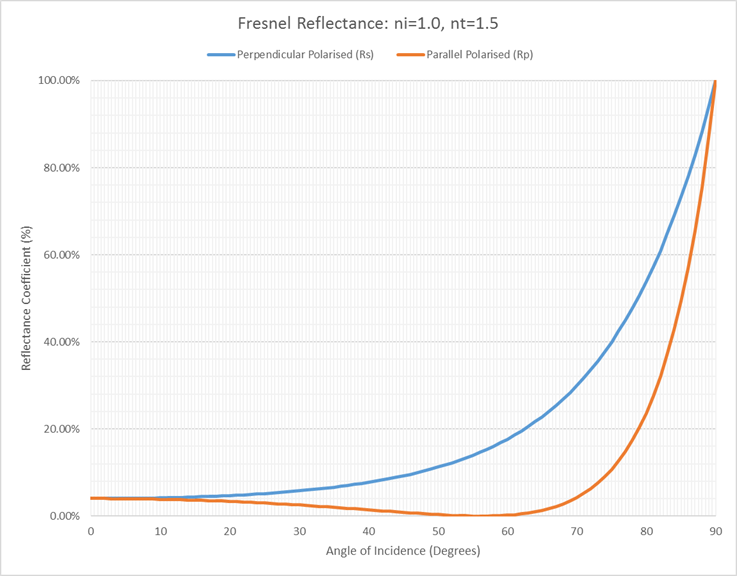 Fresnel Reflectance: ni=1.0, nt=1.5
Perpendicular Polarised (Rs) Parallel Polarised (Rp)
100.00%
80.00%
60.00%
40.00%
20.00%
0.00%
Reflectance Coefficient (%)
0 10 20 30 40 50 60 70 80 90
Angle of Incidence (Degrees)